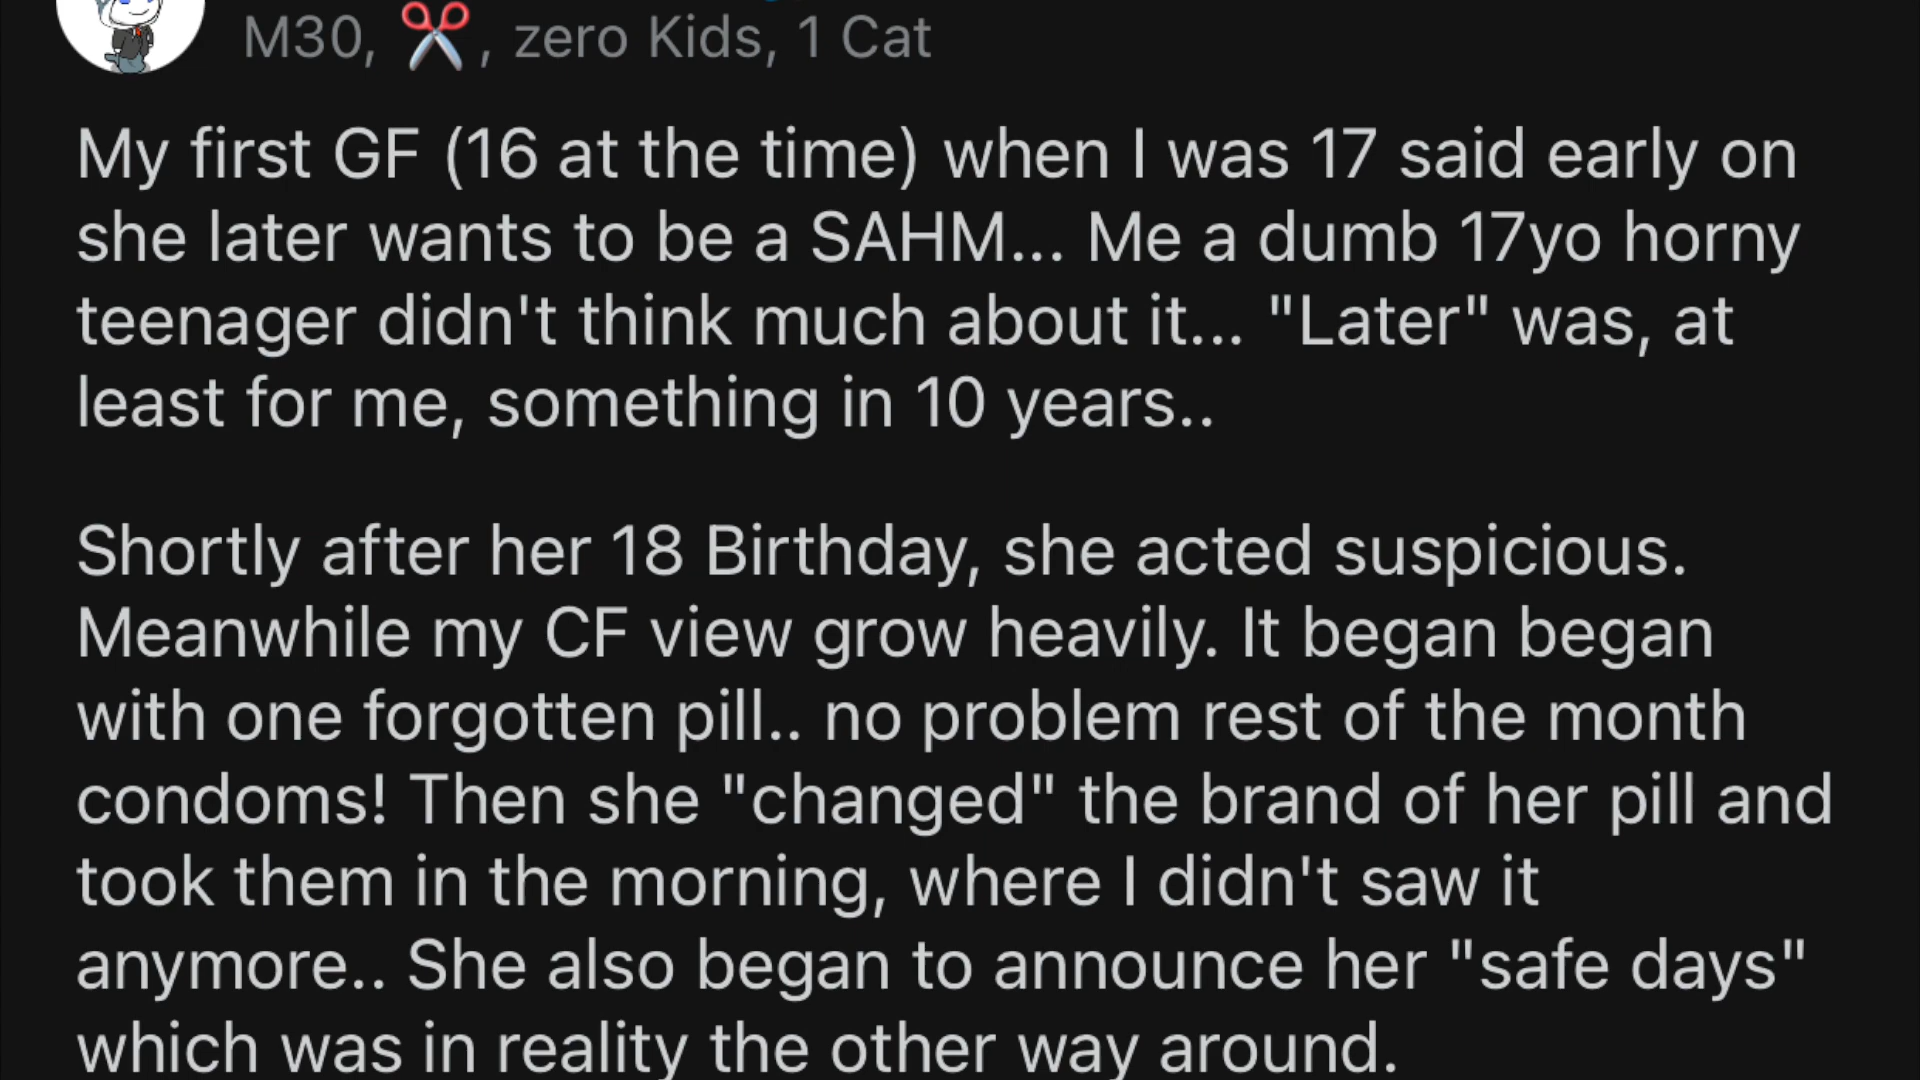 M30, ✂️, zero Kids, 1 Cat
My first GF (16 at the time) when I was 17 said early on
she later wants to be a SAHM... Me a dumb 17yo horny
teenager didn't think much about it... "Later" was, at
least for me, something in 10 years..
Shortly after her 18 Birthday, she acted suspicious.
Meanwhile my CF view grow heavily. It began began
with one forgotten pill.. no problem rest of the month
condoms! Then she "changed" the brand of her pill and
took them in the morning, where I didn't saw it
anymore.. She also began to announce her "safe days"
which was in reality the other way around.